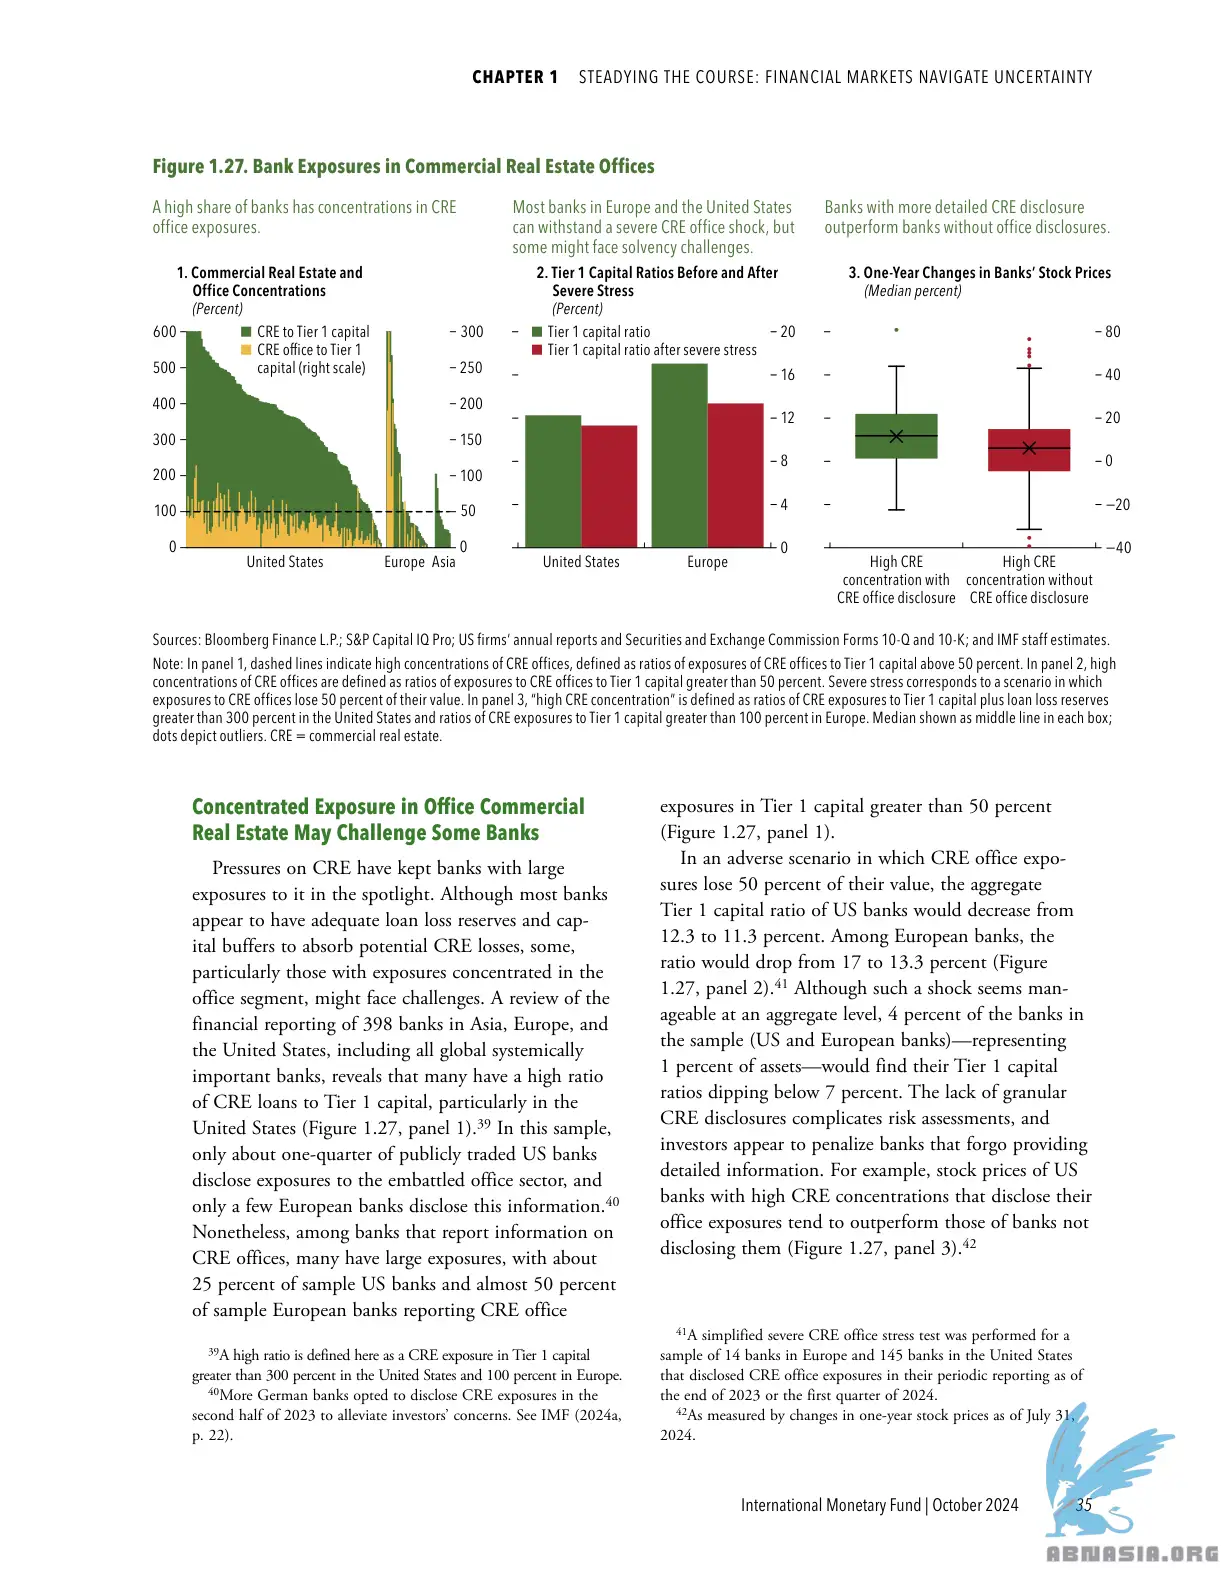 CHAPTER 1 STEADYING THE COURSE: FINANCIAL MARKETS NAVIGATE UNCERTAINTY
Figure 1.27. Bank Exposures in Commercial Real Estate Offices
A high share of banks has concentrations in CRE
office exposures.
Most banks in Europe and the United States
can withstand a severe CRE office shock, but
some might face solvency challenges.
Banks with more detailed CRE disclosure
outperform banks without office disclosures.
1. Commercial Real Estate and
Office Concentrations
(Percent)
CRE to Tier 1 capital
CRE office to Tier 1
capital (right scale)
600
500
400
300
200
100
0
300
250
200
150
100
50
0
United States
Europe
Asia
2. Tier 1 Capital Ratios Before and After
Severe Stress
(Percent)
Tier 1 capital ratio
Tier 1 capital ratio after severe stress
20
16
12
8
4
0
United States
Europe
3. One-Year Changes in Banks’ Stock Prices
(Median percent)
80
40
20
0
–20
–40
High CRE
concentration with
CRE office disclosure
High CRE
concentration without
CRE office disclosure
Sources: Bloomberg Finance L.P.; S&P Capital IQ Pro; US firms’ annual reports and Securities and Exchange Commission Forms 10-Q and 10-K; and IMF staff estimates.
Note: In panel 1, dashed lines indicate high concentrations of CRE offices, defined as ratios of exposures of CRE offices to Tier 1 capital above 50 percent. In panel 2, high
concentrations of CRE offices are defined as ratios of exposures to CRE offices to Tier 1 capital greater than 50 percent. Severe stress corresponds to a scenario in which
exposures to CRE offices lose 50 percent of their value. In panel 3, “high CRE concentration” is defined as ratios of CRE exposures to Tier 1 capital plus loan loss reserves
greater than 300 percent in the United States and ratios of CRE exposures to Tier 1 capital greater than 100 percent in Europe. Median shown as middle line in each box;
dots depict outliers. CRE = commercial real estate.
Concentrated Exposure in Office Commercial
Real Estate May Challenge Some Banks
Pressures on CRE have kept banks with large
exposures to it in the spotlight. Although most banks
appear to have adequate loan loss reserves and cap-
ital buffers to absorb potential CRE losses, some,
particularly those with exposures concentrated in the
office segment, might face challenges. A review of the
financial reporting of 398 banks in Asia, Europe, and
the United States, including all global systemically
important banks, reveals that many have a high ratio
of CRE loans to Tier 1 capital, particularly in the
United States (Figure 1.27, panel 1).39 In this sample,
only about one-quarter of publicly traded US banks
disclose exposures to the embattled office sector, and
only a few European banks disclose this information.40
Nonetheless, among banks that report information on
CRE offices, many have large exposures, with about
25 percent of sample US banks and almost 50 percent
of sample European banks reporting CRE office
39A high ratio is defined here as a CRE exposure in Tier 1 capital
greater than 300 percent in the United States and 100 percent in Europe.
40More German banks opted to disclose CRE exposures in the
second half of 2023 to alleviate investors’ concerns. See IMF (2024a,
p. 22).
exposures in Tier 1 capital greater than 50 percent
(Figure 1.27, panel 1).
In an adverse scenario in which CRE office expo-
sures lose 50 percent of their value, the aggregate
Tier 1 capital ratio of US banks would decrease from
12.3 to 11.3 percent. Among European banks, the
ratio would drop from 17 to 13.3 percent (Figure
1.27, panel 2).41 Although such a shock seems man-
ageable at an aggregate level, 4 percent of the banks in
the sample (US and European banks)—representing
1 percent of assets—would find their Tier 1 capital
ratios dipping below 7 percent. The lack of granular
CRE disclosures complicates risk assessments, and
investors appear to penalize banks that forgo providing
detailed information. For example, stock prices of US
banks with high CRE concentrations that disclose their
office exposures tend to outperform those of banks not
disclosing them (Figure 1.27, panel 3).42
41A simplified severe CRE office stress test was performed for a
sample of 14 banks in Europe and 145 banks in the United States
that disclosed CRE office exposures in their periodic reporting as of
the end of 2023 or the first quarter of 2024.
42As measured by changes in one-year stock prices as of July 31,
2024.
International Monetary Fund | October 2024 35
ABNASIA.ORG